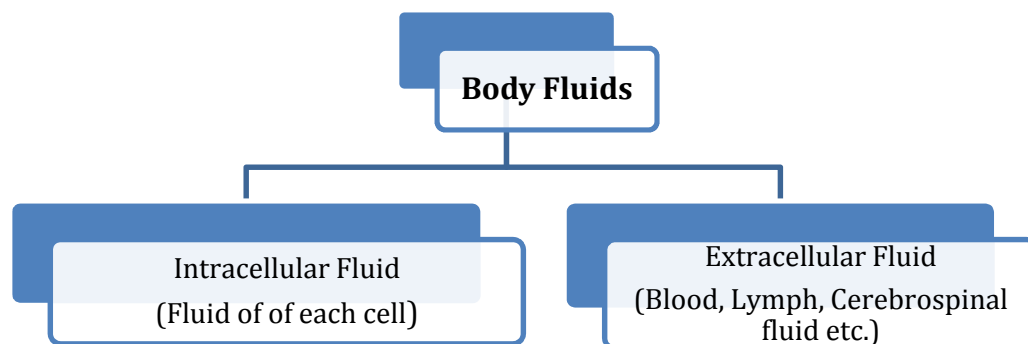 Body Fluids
Intracellular Fluid
(Fluid of of each cell)
Extracellular Fluid
(Blood, Lymph, Cerebrospinal
fluid etc.)